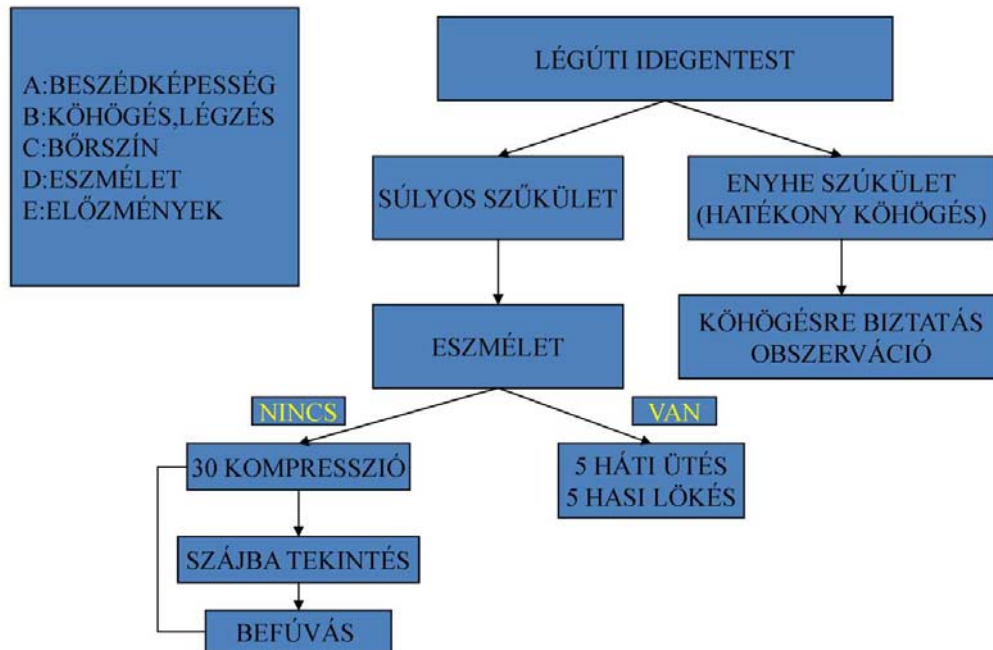 A:BESZÉDKÉPESSÉG
B:KÖHÖGÉS,LÉGZÉS
C:BŐRSZÍN
D:ESZMÉLET
E:ELŐZMÉNYEK
LÉGÚTI IDEGENTEST
SÚLYOS SZŰKÜLET
ENYHE SZÚKÜLET
(HATÉKONY KÖHÖGÉS)
ESZMÉLET
KÖHÖGÉSRE BIZTATÁS
OBSZERVÁCIÓ
NINCS
VAN
30 KOMPRESSZIÓ
5 HÁTI ÜTÉS
5 HASI LÖKÉS
SZÁJBA TEKINTÉS
BEFÚVÁS